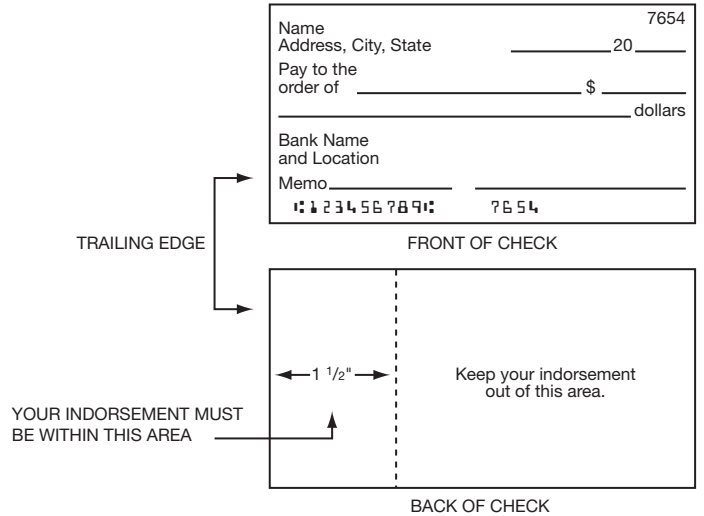 7654
Name
Address, City, State 20
Pay to the
order of $
dollars
Bank Name
and Location
Memo
⑆123456789⑆ 7654
TRAILING EDGE
FRONT OF CHECK
1 1/2"
Keep your indorsement
out of this area.
YOUR INDORSEMENT MUST
BE WITHIN THIS AREA
BACK OF CHECK